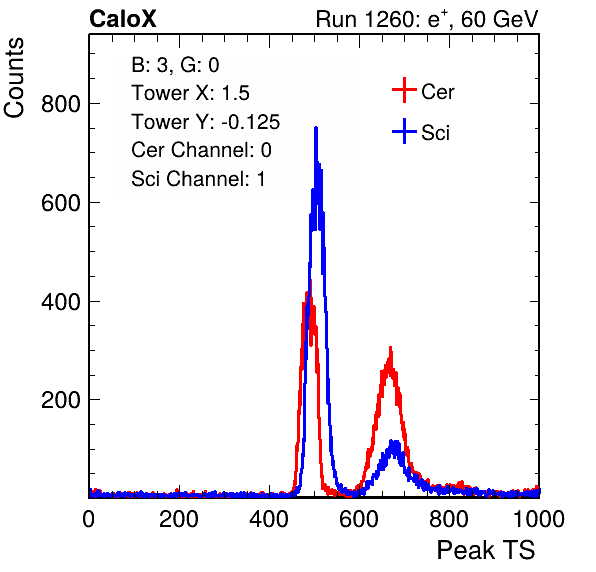 CaloX Run 1260: e⁺, 60 GeV
Counts
B: 3, G: 0
Tower X: 1.5
Tower Y: -0.125
Cer Channel: 0
Sci Channel: 1
Cer
Sci
800
600
400
200
0 200 400 600 800 1000
Peak TS